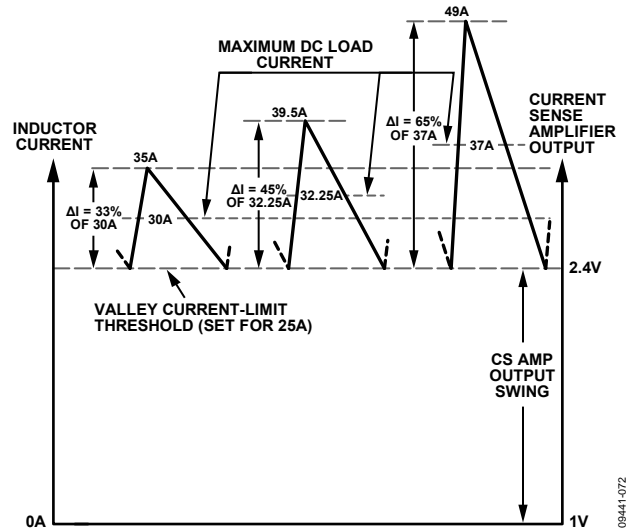 49A
MAXIMUM DC LOAD
CURRENT
39.5A
INDUCTOR
CURRENT
CURRENT
SENSE
AMPLIFIER
OUTPUT
ΔI = 65%
OF 37A
37A
35A
ΔI = 45%
OF 32.25A
32.25A
ΔI = 33%
OF 30A
30A
2.4V
VALLEY CURRENT-LIMIT
THRESHOLD (SET FOR 25A)
CS AMP
OUTPUT
SWING
0A
1V
09441-072